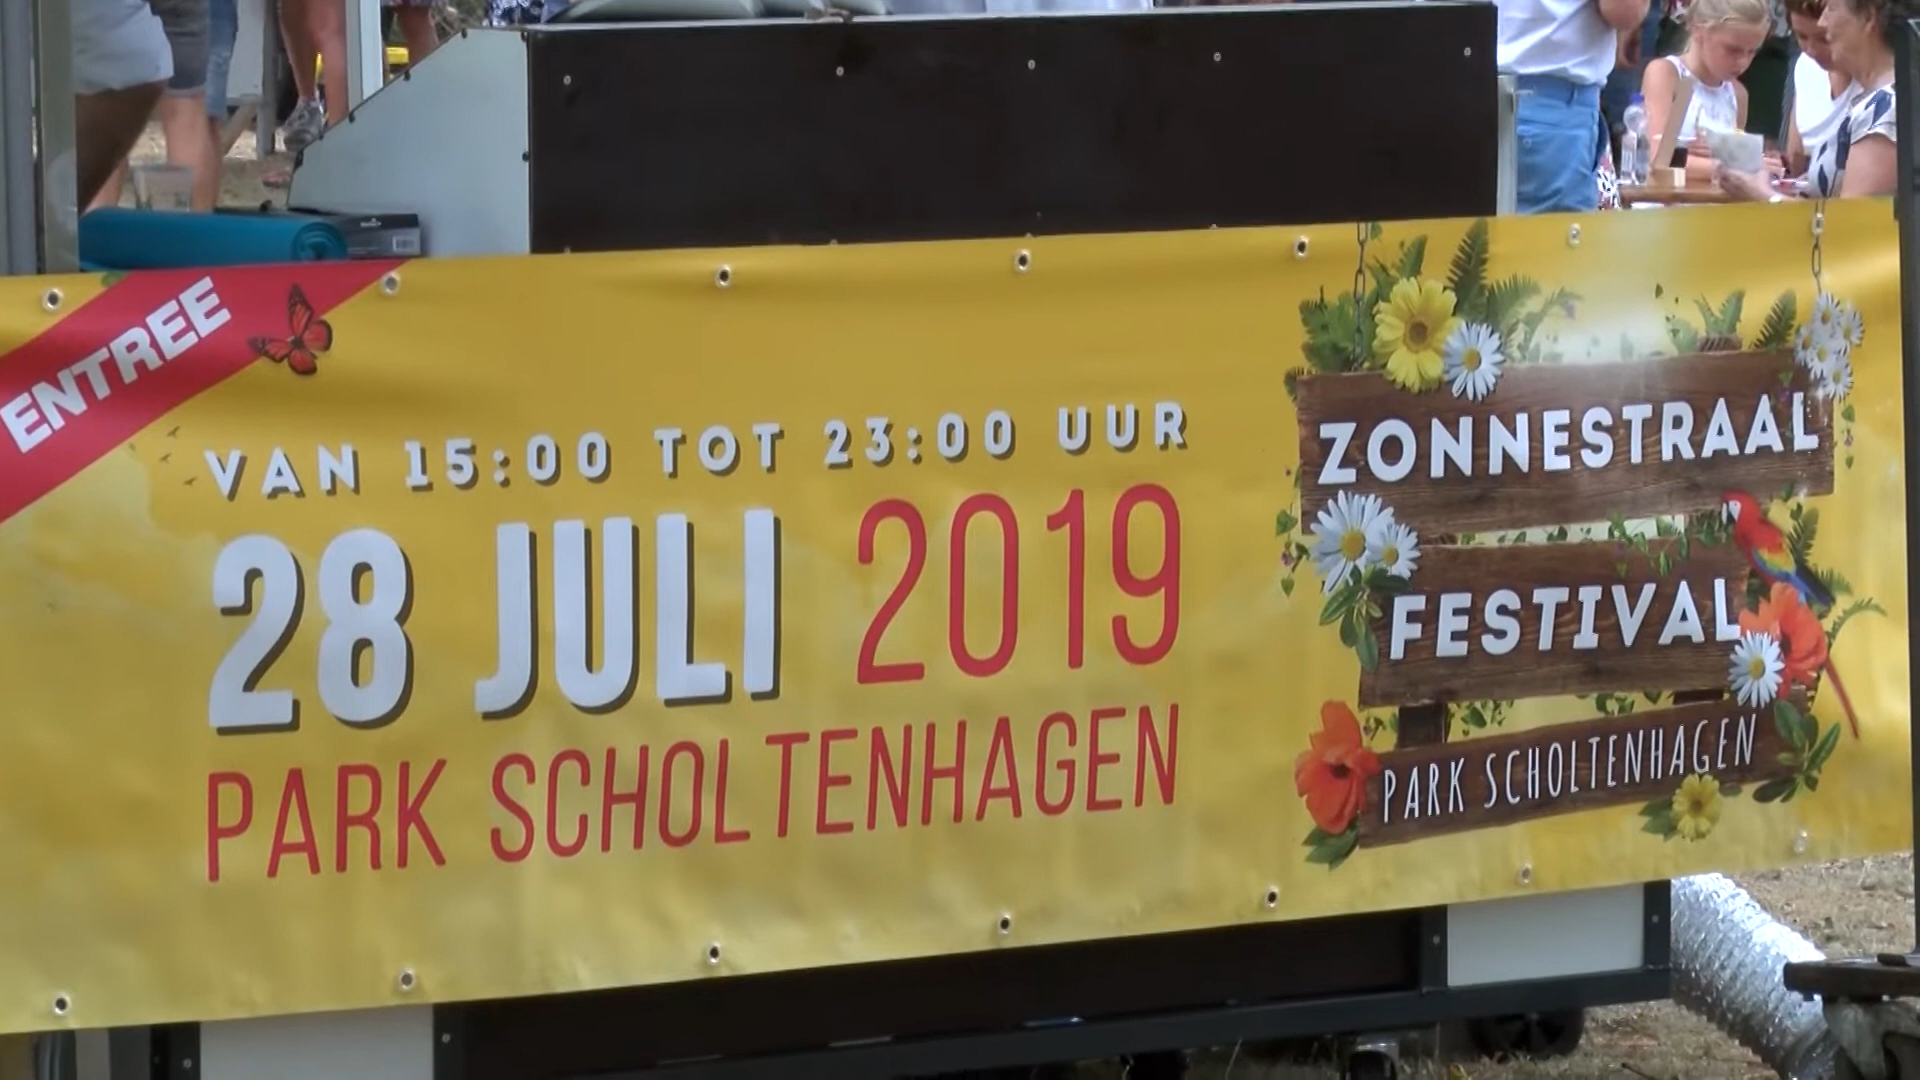 ENTREE
VAN 15:00 TOT 23:00 UUR
28 JULI 2019
PARK SCHOLTENHAGEN
ZONNESTRAAL
FESTIVAL
PARK SCHOLTENHAGEN